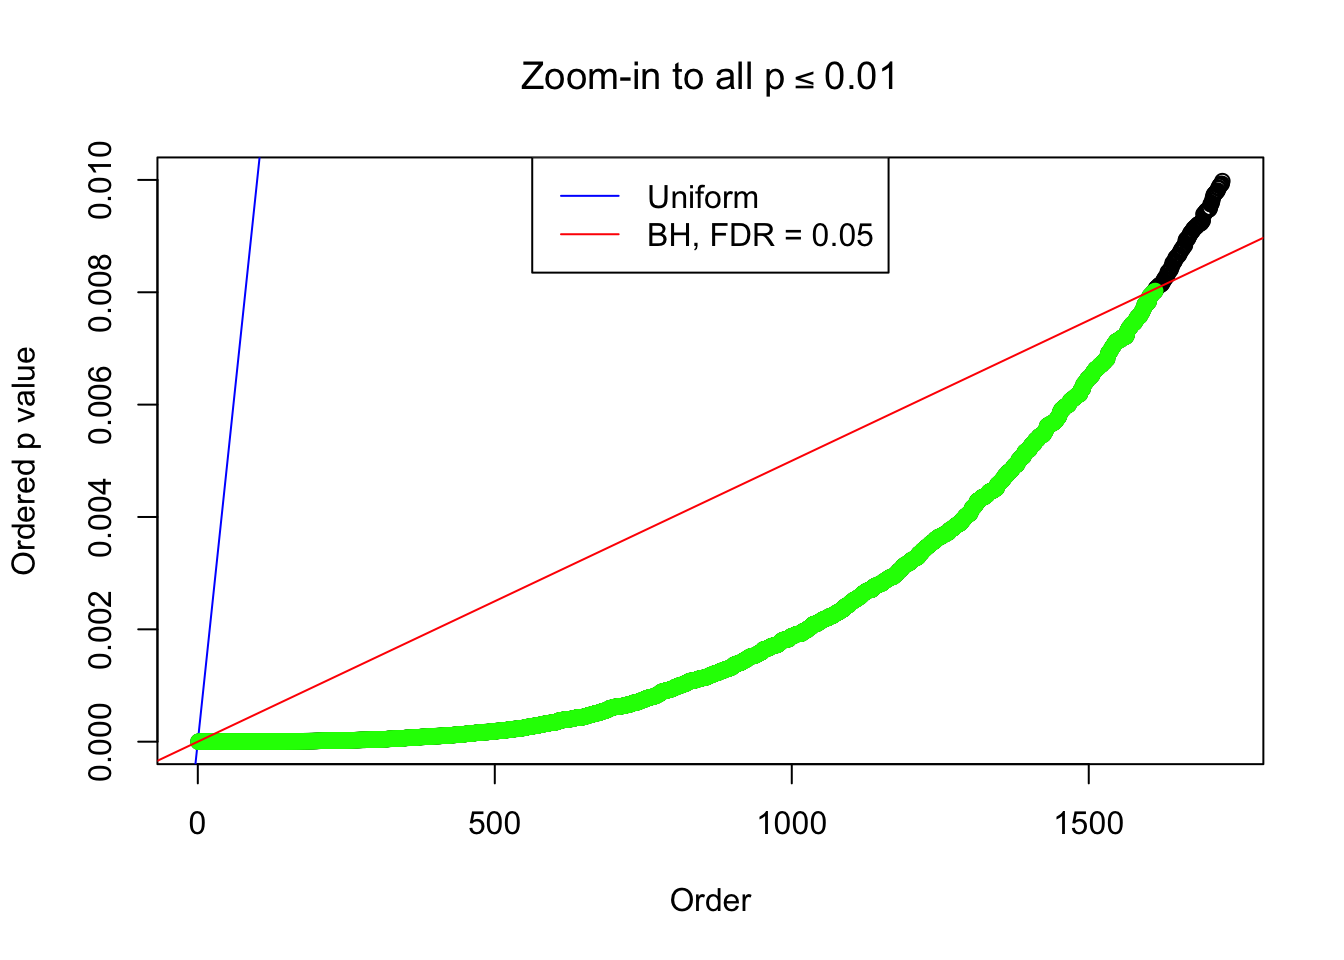 Zoom-in to all p ≤ 0.01
Uniform
BH, FDR = 0.05
Ordered p value
0.010
0.008
0.006
0.004
0.002
0.000
0 500 1000 1500
Order